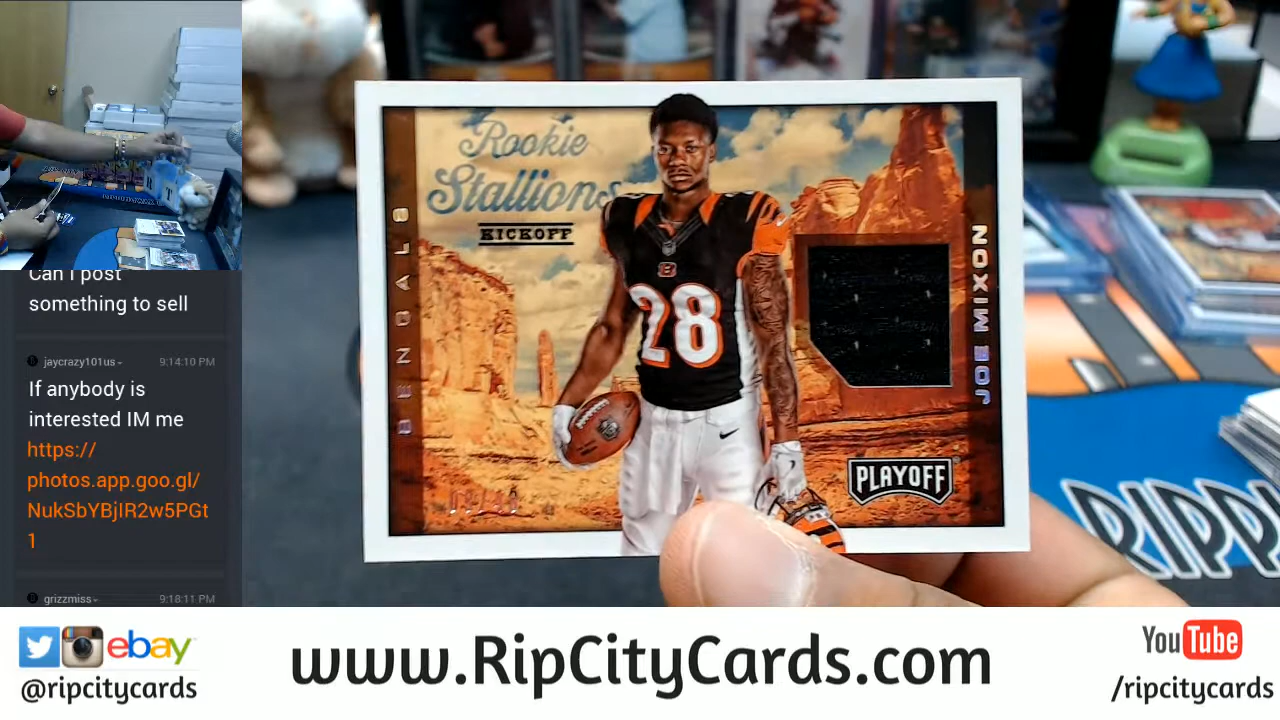 Can I post
something to sell
jaycrazy101us
9:14:10 PM
If anybody is
interested IM me
https://
photos.app.goo.gl/
NukSbYBjIR2w5PGt
1
grizzmiss
9:18:11 PM
Rookie
Stallions
KICKOFF
BENGALS
28
JOE MIXON
PLAYOFF
RIPP
ebay
@ripcitycards
www.RipCityCards.com
YouTube
/ripcitycards